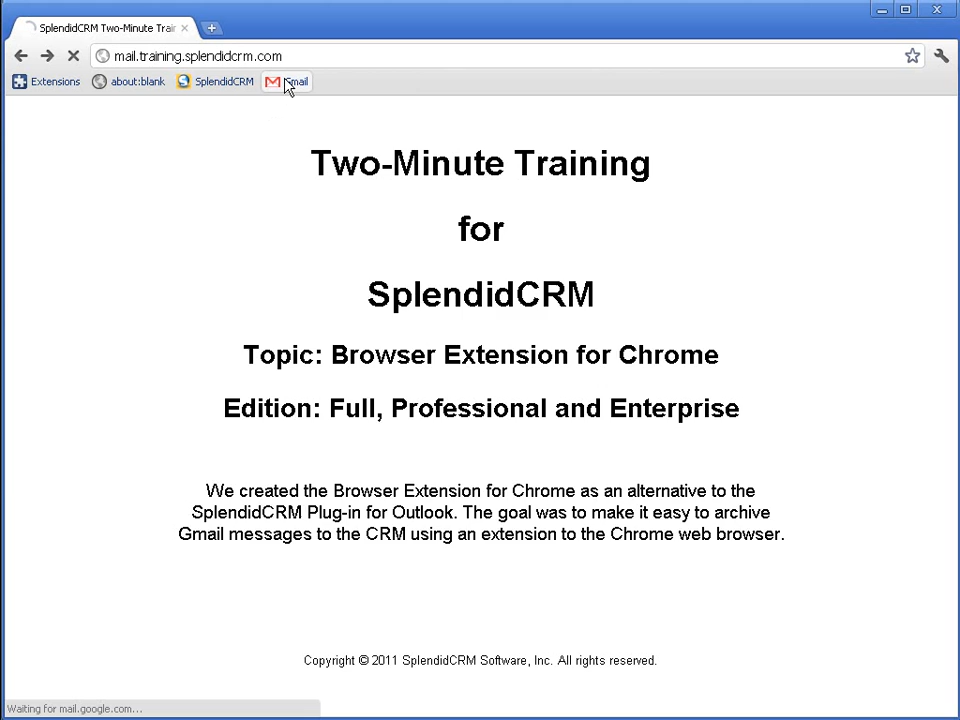 SplendidCRM Two-Minute Trai
mail.training.splendidcrm.com
Extensions about:blank SplendidCRM Gmail
Two-Minute Training
for
SplendidCRM
Topic: Browser Extension for Chrome
Edition: Full, Professional and Enterprise
We created the Browser Extension for Chrome as an alternative to the
SplendidCRM Plug-in for Outlook. The goal was to make it easy to archive
Gmail messages to the CRM using an extension to the Chrome web browser.
Copyright © 2011 SplendidCRM Software, Inc. All rights reserved.
Waiting for mail.google.com...